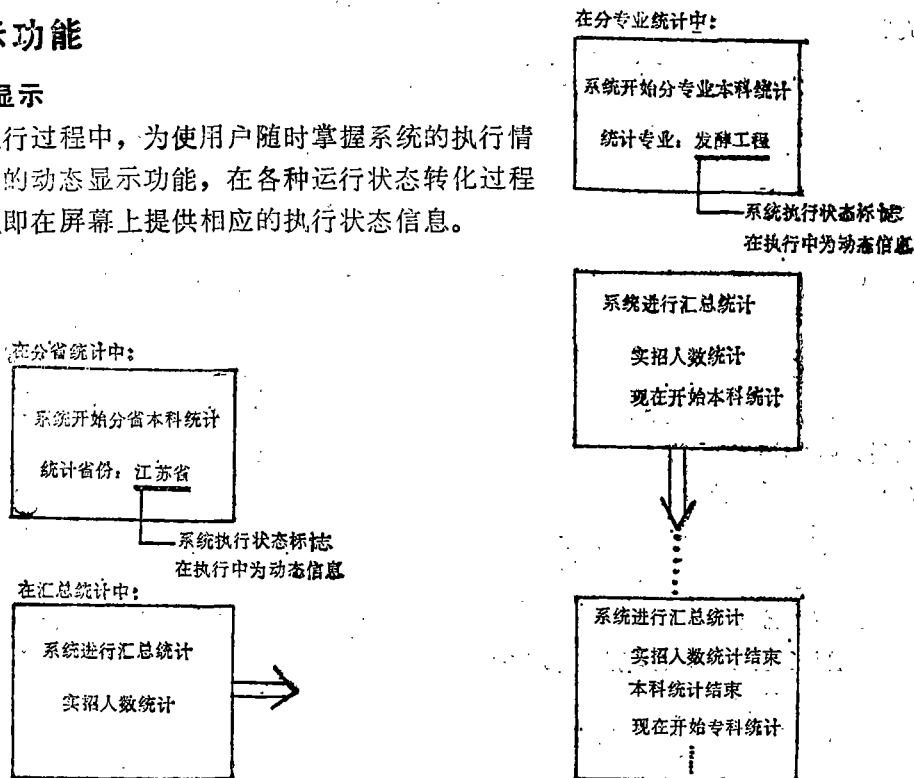 示功能
显示
行过程中，为使用户随时掌握系统的执行情
的动态显示功能，在各种运行状态转化过程
即在屏幕上提供相应的执行状态信息。
在分省统计中：
系统开始分省本科统计
统计省份：江苏省
系统执行状态标志
在执行中为动态信息
在汇总统计中：
系统进行汇总统计
实招人数统计
在分专业统计中：
系统开始分专业本科统计
统计专业：发酵工程
系统执行状态标志
在执行中为动态信息
系统进行汇总统计
实招人数统计
现在开始本科统计
系统进行汇总统计
实招人数统计结束
本科统计结束
现在开始专科统计